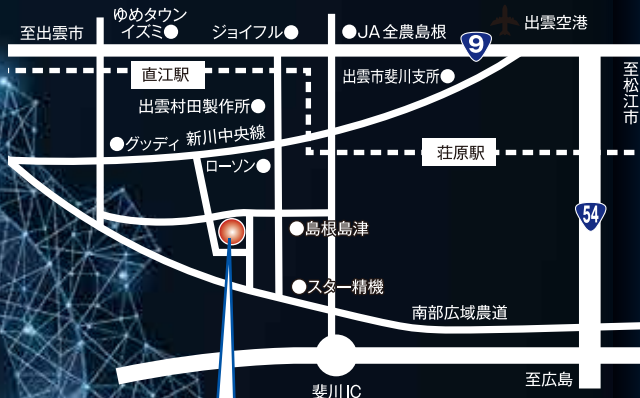 ゆめタウン
イズミ
至出雲市
ジョイフル
JA全農島根
9
出雲空港
直江駅
出雲市斐川支所
至松江市
出雲村田製作所
グッディ
新川中央線
荘原駅
ローソン
54
島根島津
スター精機
南部広域農道
至広島
斐川IC